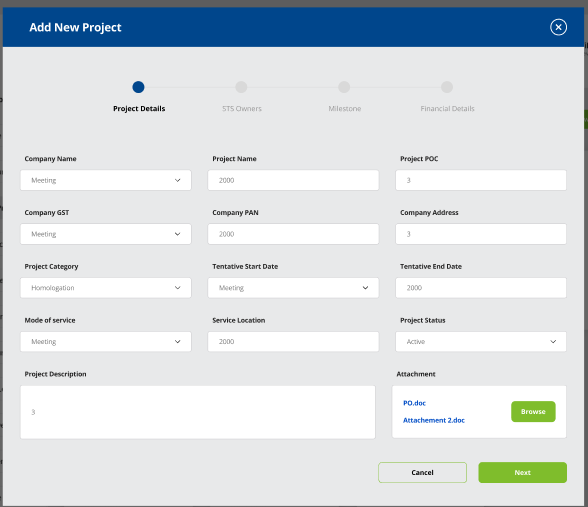 Add New Project
Project Details STS Owners Milestone Financial Details
Company Name Project Name Project POC
Meeting 2000 3
Company GST Company PAN Company Address
Meeting 2000 3
Project Category Tentative Start Date Tentative End Date
Homologation Meeting 2000
Mode of service Service Location Project Status
Meeting 2000 Active
Project Description Attachment
3
PO.doc
Browse
Attachement 2.doc
Cancel Next